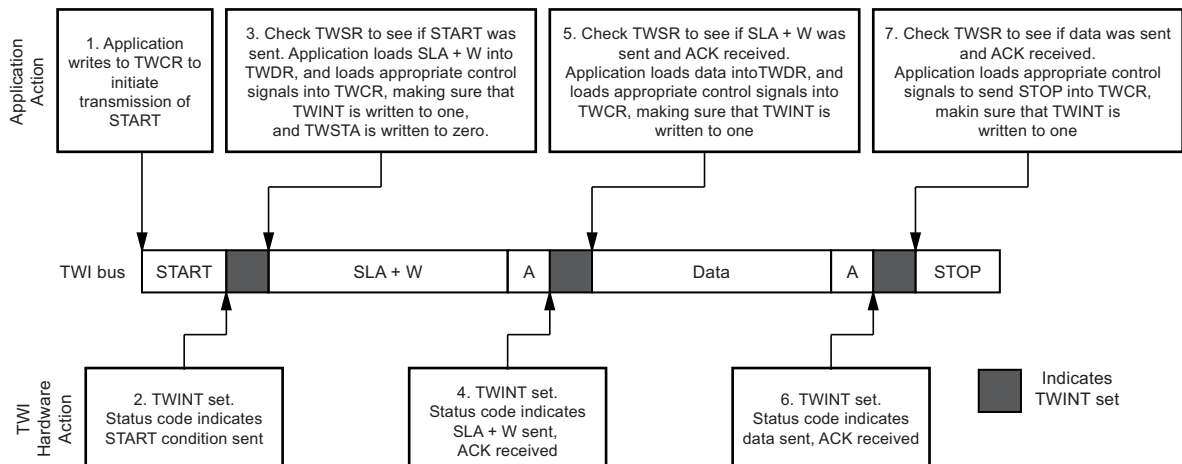 Application
Action
1. Application
writes to TWCR to
initiate
transmission of
START
3. Check TWSR to see if START was
sent. Application loads SLA + W into
TWDR, and loads appropriate control
signals into TWCR, making sure that
TWINT is written to one,
and TWSTA is written to zero.
5. Check TWSR to see if SLA + W was
sent and ACK received.
Application loads data intoTWDR, and
loads appropriate control signals into
TWCR, making sure that TWINT is
written to one
7. Check TWSR to see if data was sent
and ACK received.
Application loads appropriate control
signals to send STOP into TWCR,
makin sure that TWINT is
written to one
TWI bus
START
SLA + W
A
Data
A
STOP
TWI
Hardware
Action
2. TWINT set.
Status code indicates
START condition sent
4. TWINT set.
Status code indicates
SLA + W sent,
ACK received
6. TWINT set.
Status code indicates
data sent, ACK received
Indicates
TWINT set